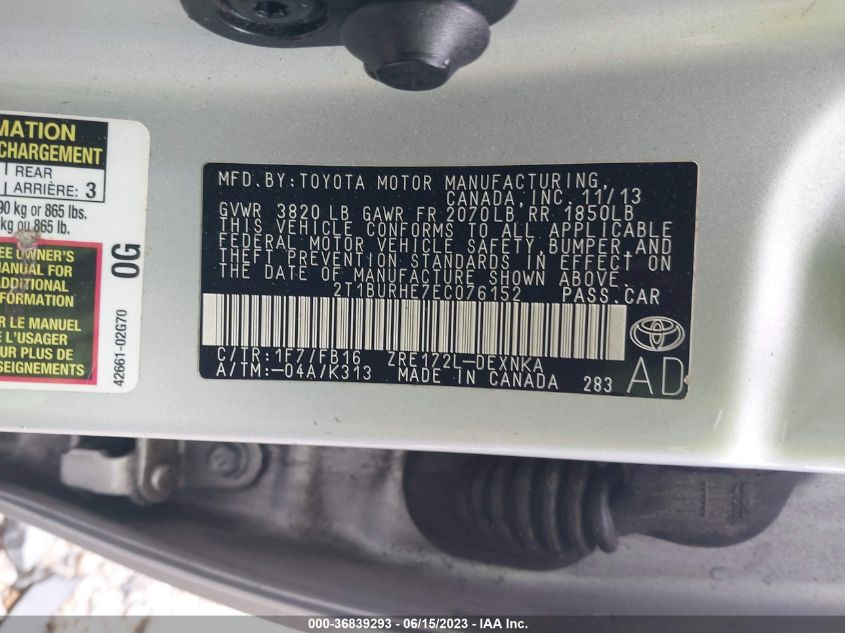 MATION
CHARGEMENT
REAR
ARRIÈRE: 3
90 kg or 865 lbs.
kg ou 865 lb.
EE OWNER'S
MANUAL FOR
ADDITIONAL
INFORMATION
R LE MANUEL
E L'USAGER
UR PLUS DE
SEIGNEMENTS
0G
42661-02G70
MFD.BY:TOYOTA MOTOR MANUFACTURING,
CANADA, INC. 11/13
GVWR 3820 LB GAWR FR 2070LB RR 1850LB
THIS VEHICLE CONFORMS TO ALL APPLICABLE
FEDERAL MOTOR VEHICLE SAFETY,BUMPER,AND
THEFT PREVENTION STANDARDS IN EFFECT ON
THE DATE OF MANUFACTURE SHOWN ABOVE.
2T1BURHE7EC076152 PASS.CAR
C/TR:1F7/FB16 ZRE172L-DEXNKA
A/TM:-04A/K313 MADE IN CANADA 283
TOYOTA
AD
000-36839293 - 06/15/2023 - IAA Inc.